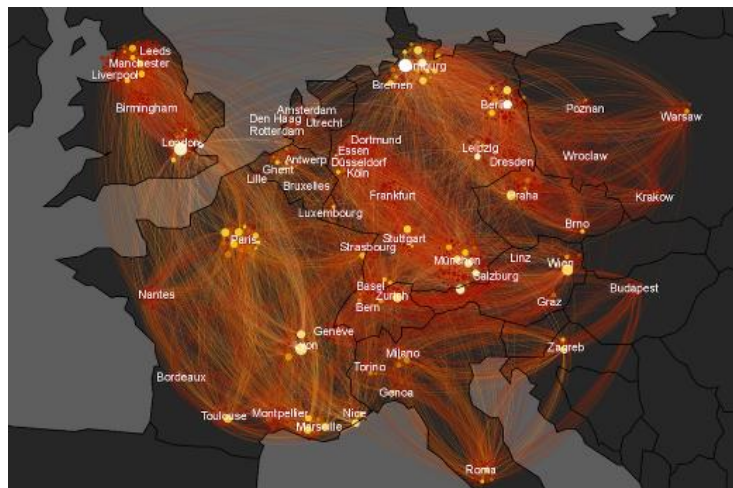 Leeds
Manchester
Liverpool
Birmingham
London
Hamburg
Bremen
Berlin
Poznan
Warsaw
Amsterdam
Den Haag
Utrecht
Rotterdam
Dortmund
Essen
Leipzig
Wroclaw
Antwerp
Düsseldorf
Dresden
Ghent
Köln
Lille
Bruxelles
Frankfurt
Praha
Krakow
Luxembourg
Brno
Paris
Stuttgart
Strasbourg
München
Linz
Wien
Salzburg
Nantes
Basel
Zurich
Budapest
Bern
Graz
Genève
Lyon
Milano
Zagreb
Torino
Bordeaux
Genoa
Toulouse
Montpellier
Nice
Marseille
Roma